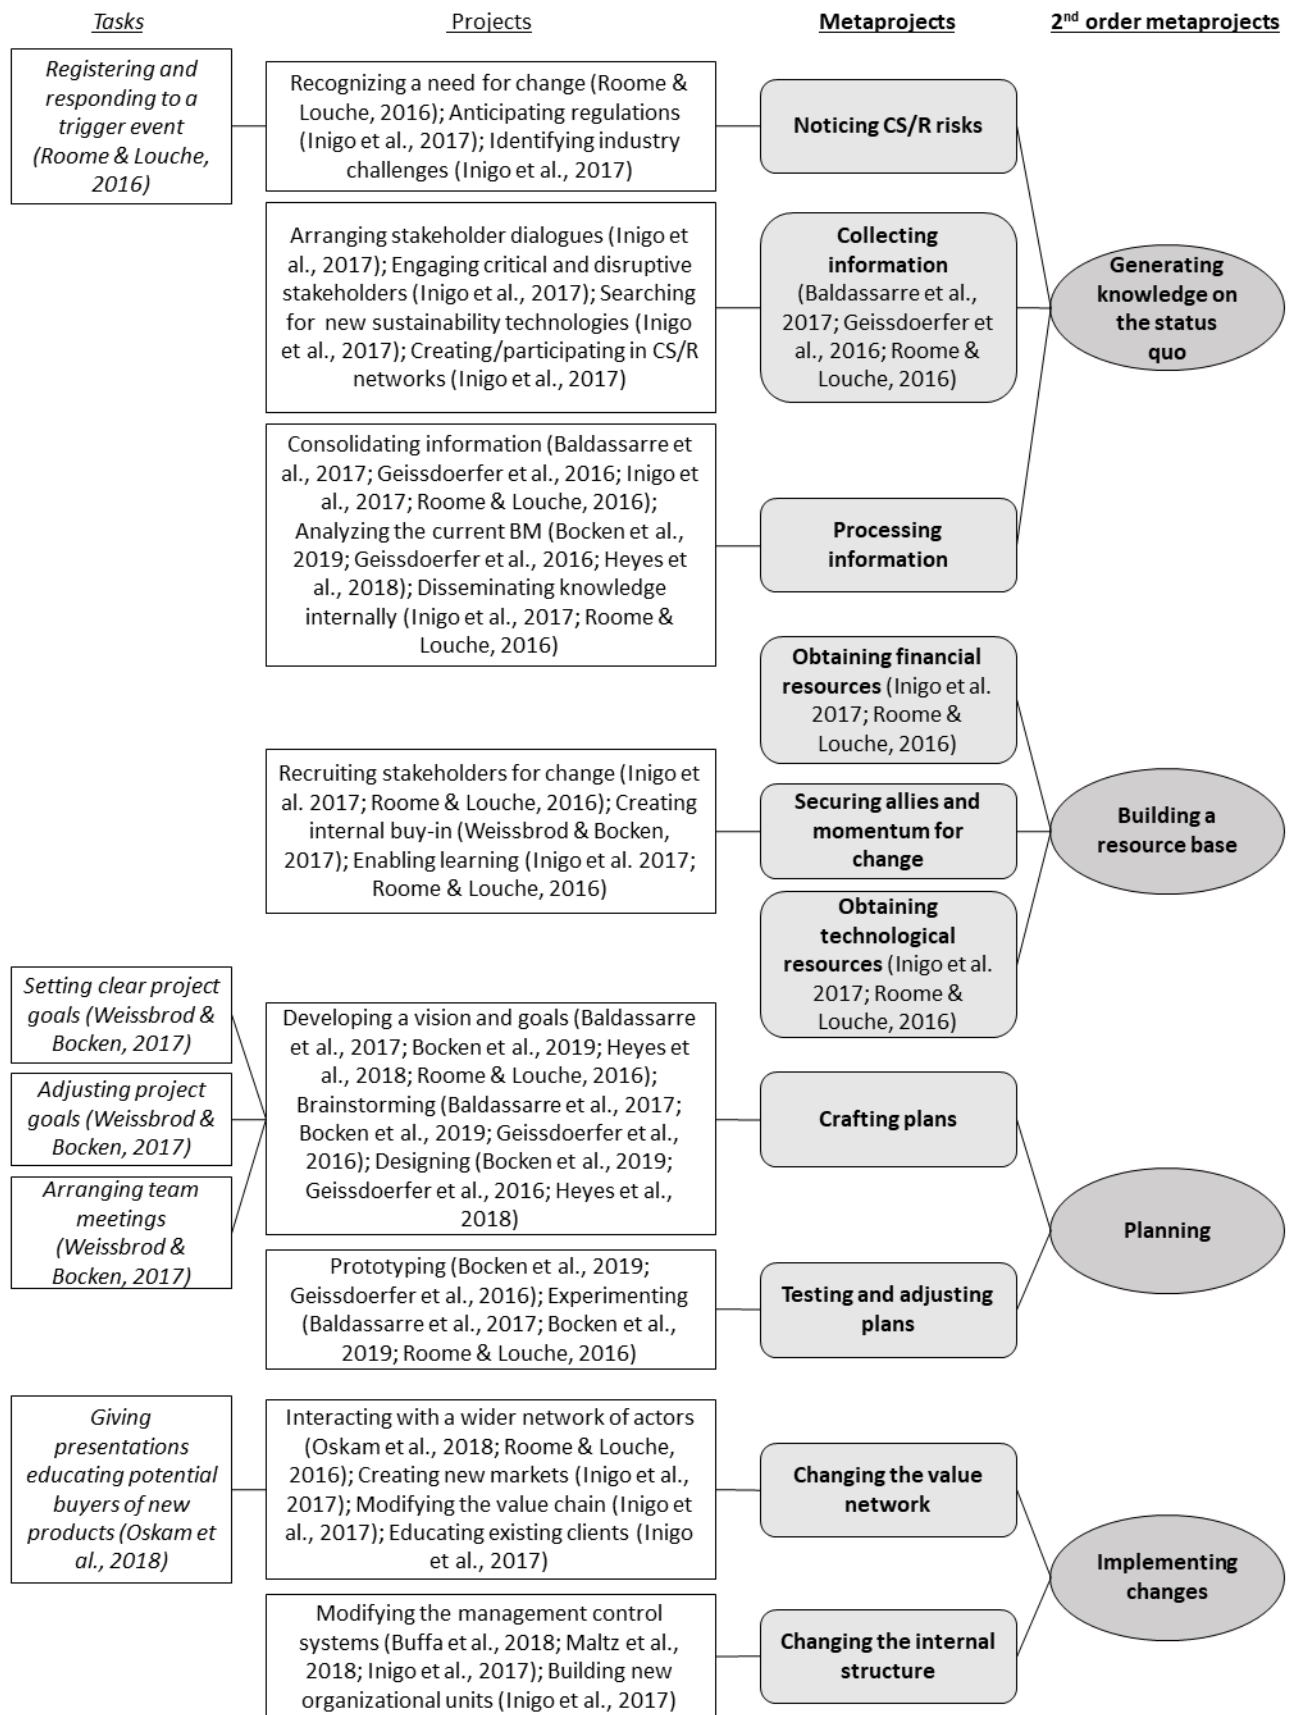 Tasks
Projects
Metaprojects
2nd order metaprojects
Registering and
responding to a
trigger event
(Roome & Louche,
2016)
Recognizing a need for change (Roome &
Louche, 2016); Anticipating regulations
(Inigo et al., 2017); Identifying industry
challenges (Inigo et al., 2017)
Noticing CS/R risks
Arranging stakeholder dialogues (Inigo et
al., 2017); Engaging critical and disruptive
stakeholders (Inigo et al., 2017); Searching
for new sustainability technologies (Inigo
et al., 2017); Creating/participating in CS/R
networks (Inigo et al., 2017)
Collecting
information
(Baldassarre et al.,
2017; Geissdoerfer et
al., 2016; Roome &
Louche, 2016)
Generating
knowledge on
the status
quo
Consolidating information (Baldassarre et
al., 2017; Geissdoerfer et al., 2016; Inigo et
al., 2017; Roome & Louche, 2016);
Analyzing the current BM (Bocken et al.,
2019; Geissdoerfer et al., 2016; Heyes et
al., 2018); Disseminating knowledge
internally (Inigo et al., 2017; Roome &
Louche, 2016)
Processing
information
Obtaining financial
resources (Inigo et al.
2017; Roome &
Louche, 2016)
Recruiting stakeholders for change (Inigo et
al. 2017; Roome & Louche, 2016); Creating
internal buy-in (Weissbrod & Bocken,
2017); Enabling learning (Inigo et al. 2017;
Roome & Louche, 2016)
Securing allies and
momentum for
change
Building a
resource base
Obtaining
technological
resources (Inigo et al.
2017; Roome &
Louche, 2016)
Setting clear project
goals (Weissbrod &
Bocken, 2017)
Adjusting project
goals (Weissbrod &
Bocken, 2017)
Arranging team
meetings
(Weissbrod &
Bocken, 2017)
Developing a vision and goals (Baldassarre
et al., 2017; Bocken et al., 2019; Heyes et
al., 2018; Roome & Louche, 2016);
Brainstorming (Baldassarre et al., 2017;
Bocken et al., 2019; Geissdoerfer et al.,
2016); Designing (Bocken et al., 2019;
Geissdoerfer et al., 2016; Heyes et al.,
2018)
Crafting plans
Planning
Prototyping (Bocken et al., 2019;
Geissdoerfer et al., 2016); Experimenting
(Baldassarre et al., 2017; Bocken et al.,
2019; Roome & Louche, 2016)
Testing and adjusting
plans
Giving
presentations
educating potential
buyers of new
products (Oskam et
al., 2018)
Interacting with a wider network of actors
(Oskam et al., 2018; Roome & Louche,
2016); Creating new markets (Inigo et al.,
2017); Modifying the value chain (Inigo et
al., 2017); Educating existing clients (Inigo
et al., 2017)
Changing the value
network
Implementing
changes
Modifying the management control
systems (Buffa et al., 2018; Maltz et al.,
2018; Inigo et al., 2017); Building new
organizational units (Inigo et al., 2017)
Changing the internal
structure